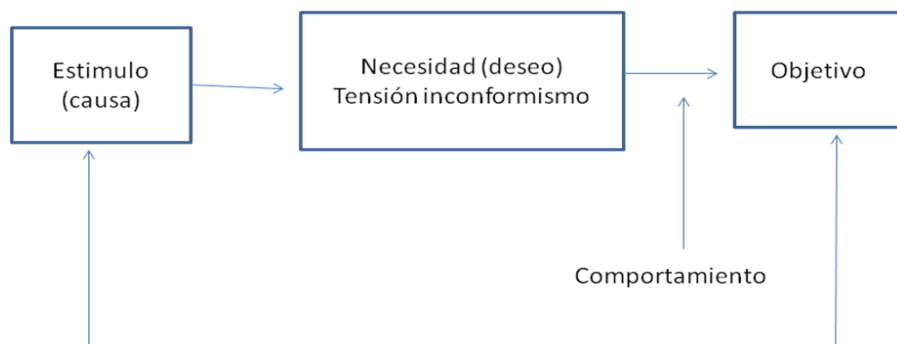 Estimulo
(causa)
Necesidad (deseo)
Tensión inconformismo
Objetivo
Comportamiento